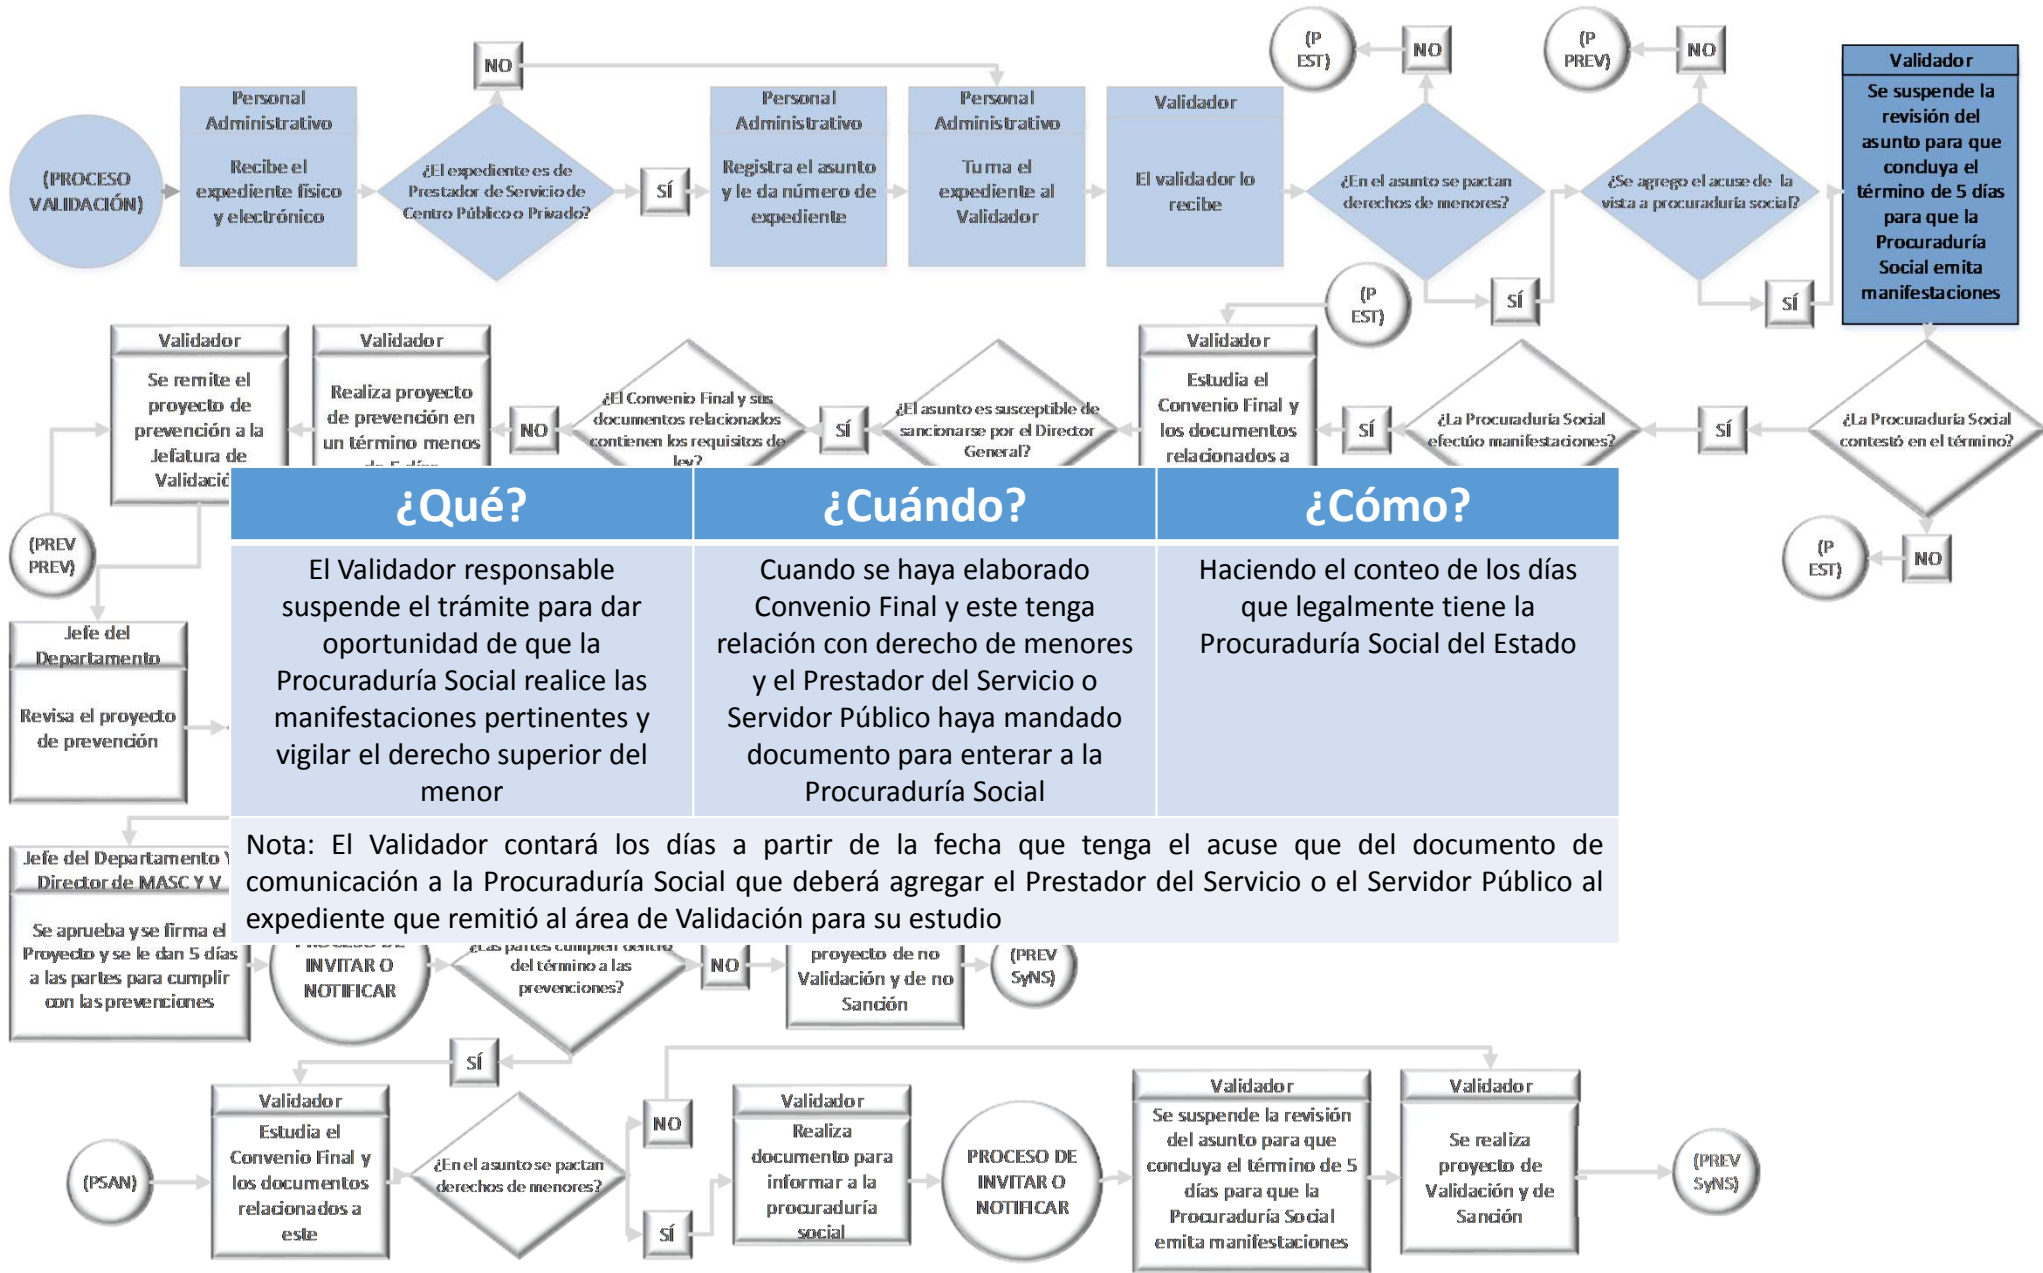 (PROCESO
VALIDACIÓN)
Personal
Administrativo
Recibe el
expediente físico
y electrónico
NO
¿El expediente es de
Prestador de Servicio de
Centro Público o Privado?
SÍ
Personal
Administrativo
Registra el asunto
y le da número de
expediente
Personal
Administrativo
Turna el
expediente al
Validador
Validador
El validador lo
recibe
(P
EST)
NO
¿En el asunto se pactan
derechos de menores?
SÍ
(P
PREV)
NO
¿Se agrego el acuse de la
vista a procuraduría social?
SÍ
Validador
Se suspende la
revisión del
asunto para que
concluya el
término de 5 días
para que la
Procuraduría
Social emita
manifestaciones
Validador
Se remite el
proyecto de
prevención a la
Jefatura de
Validació
Validador
Realiza proyecto
de prevención en
un término menos
de 5 días
NO
¿El Convenio Final y sus
documentos relacionados
contienen los requisitos de
ley?
SÍ
¿El asunto es susceptible de
sancionarse por el Director
General?
(P
EST)
Validador
Estudia el
Convenio Final y
los documentos
relacionados a
SÍ
¿La Procuraduría Social
efectúo manifestaciones?
SÍ
¿La Procuraduría Social
contestó en el término?
(P
EST)
NO
(PREV
PREV)
Jefe del
Departamento
Revisa el proyecto
de prevención
¿Qué?
El Validador responsable
suspende el trámite para dar
oportunidad de que la
Procuraduría Social realice las
manifestaciones pertinentes y
vigilar el derecho superior del
menor
¿Cuándo?
Cuando se haya elaborado
Convenio Final y este tenga
relación con derecho de menores
y el Prestador del Servicio o
Servidor Público haya mandado
documento para enterar a la
Procuraduría Social
¿Cómo?
Haciendo el conteo de los días
que legalmente tiene la
Procuraduría Social del Estado
Nota: El Validador contará los días a partir de la fecha que tenga el acuse que del documento de
comunicación a la Procuraduría Social que deberá agregar el Prestador del Servicio o el Servidor Público al
expediente que remitió al área de Validación para su estudio
Jefe del Departamento Y
Director de MASC Y V
Se aprueba y se firma el
Proyecto y se le dan 5 días
a las partes para cumplir
con las prevenciones
PROCESO DE
INVITAR O
NOTIFICAR
¿Las partes cumplen dentro
del término a las
prevenciones?
NO
proyecto de no
Validación y de no
Sanción
(PREV
SyNS)
SÍ
(PSAN)
Validador
Estudia el
Convenio Final y
los documentos
relacionados a
este
¿En el asunto se pactan
derechos de menores?
NO
SÍ
Validador
Realiza
documento para
informar a la
procuraduría
social
PROCESO DE
INVITAR O
NOTIFICAR
Validador
Se suspende la revisión
del asunto para que
concluya el término de 5
días para que la
Procuraduría Social
emita manifestaciones
Validador
Se realiza
proyecto de
Validación y de
Sanción
(PREV
SyNS)